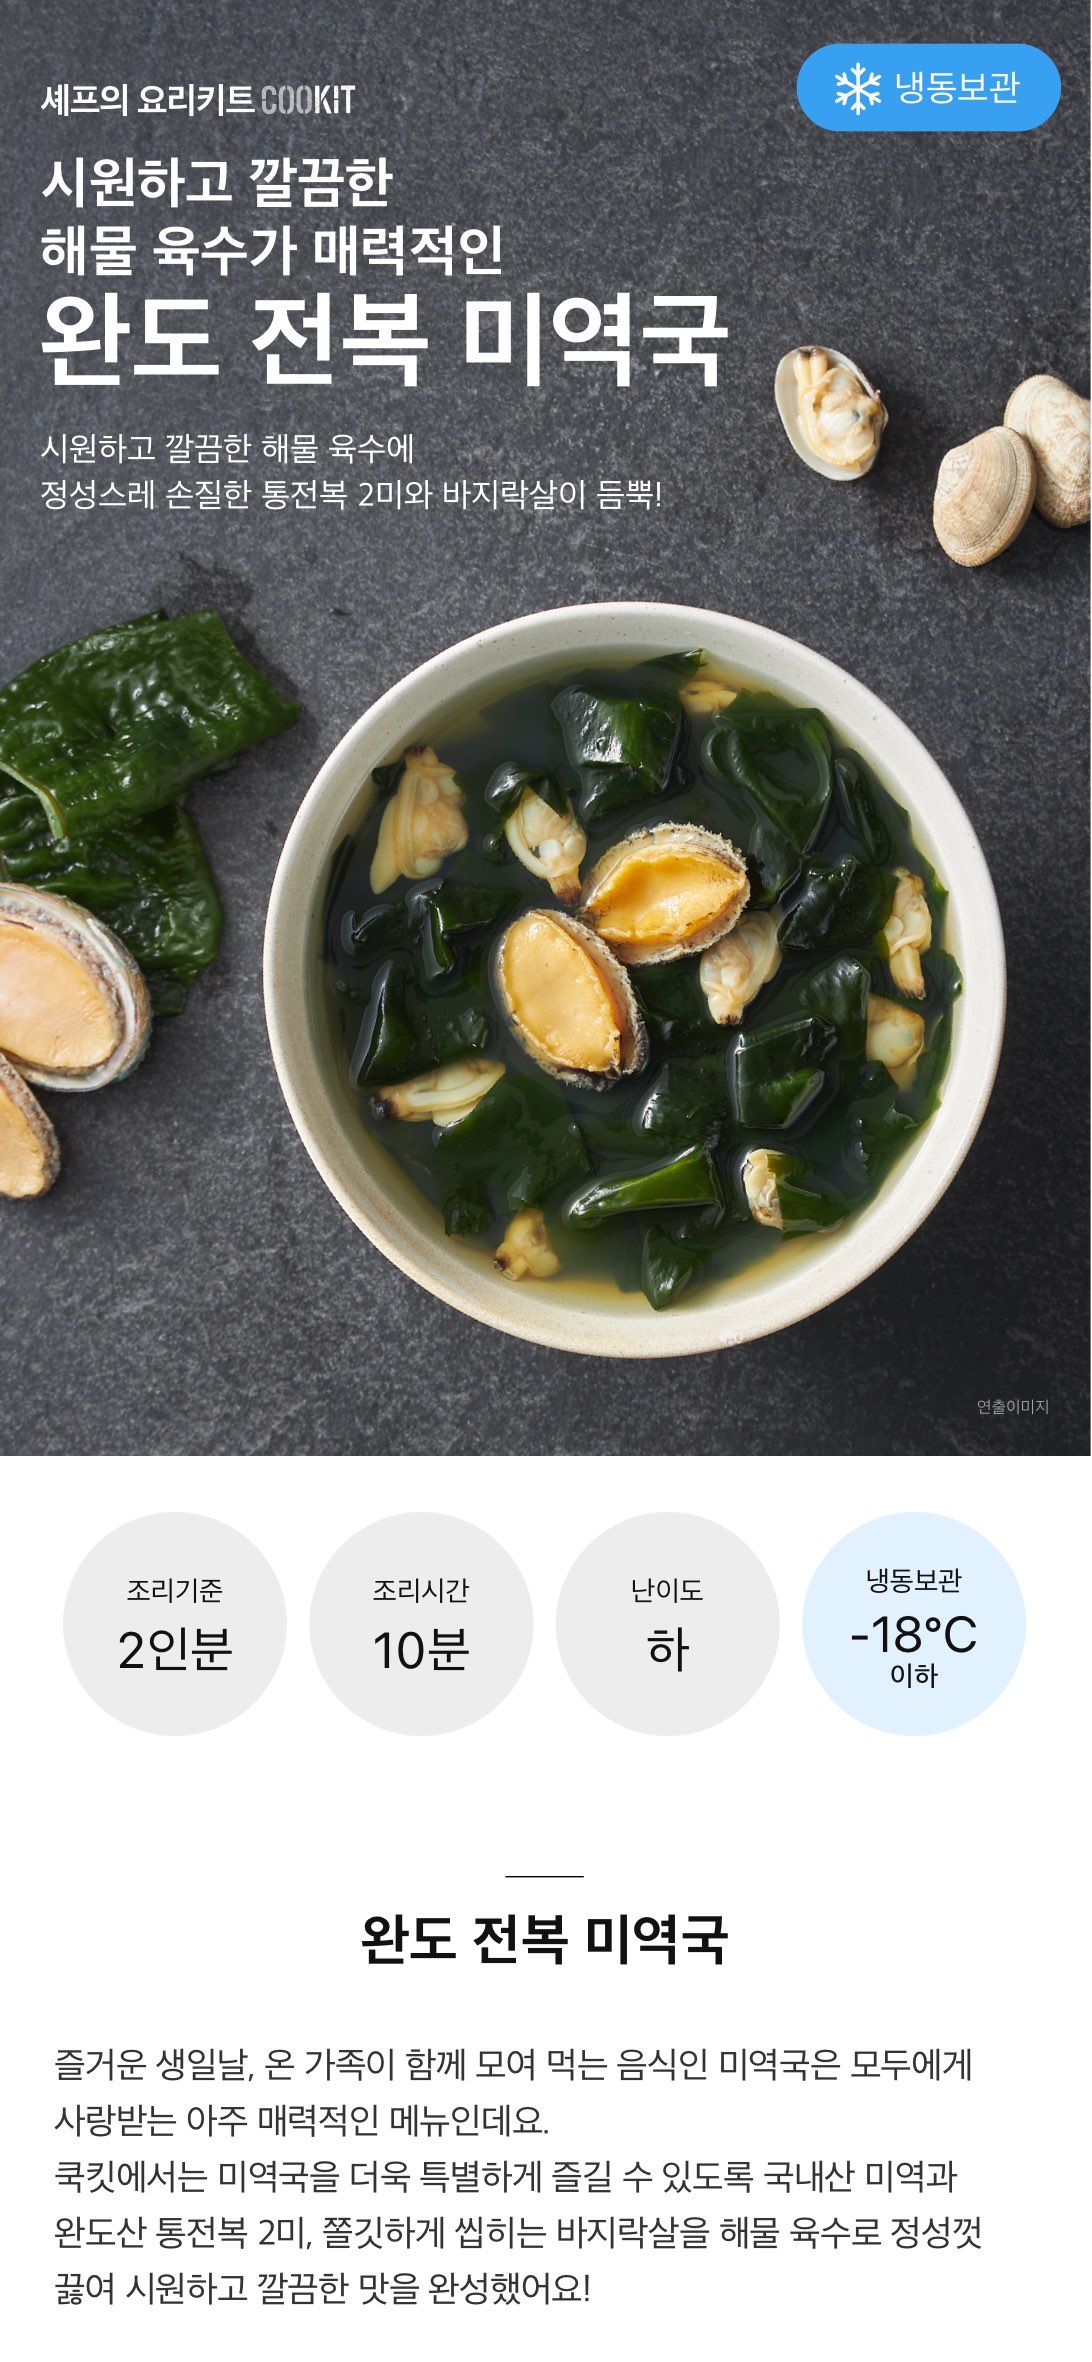 셰프의 요리키트 COOKIT
냉동보관
시원하고 깔끔한
해물 육수가 매력적인
완도 전복 미역국
시원하고 깔끔한 해물 육수에
정성스레 손질한 통전복 2미와 바지락살이 듬뿍!
연출이미지
조리기준
2인분
조리시간
10분
난이도
하
냉동보관
-18°C
이하
완도 전복 미역국
즐거운 생일날, 온 가족이 함께 모여 먹는 음식인 미역국은 모두에게
사랑받는 아주 매력적인 메뉴인데요.
쿡킷에서는 미역국을 더욱 특별하게 즐길 수 있도록 국내산 미역과
완도산 통전복 2미, 쫄깃하게 씹히는 바지락살을 해물 육수로 정성껏
끓여 시원하고 깔끔한 맛을 완성했어요!